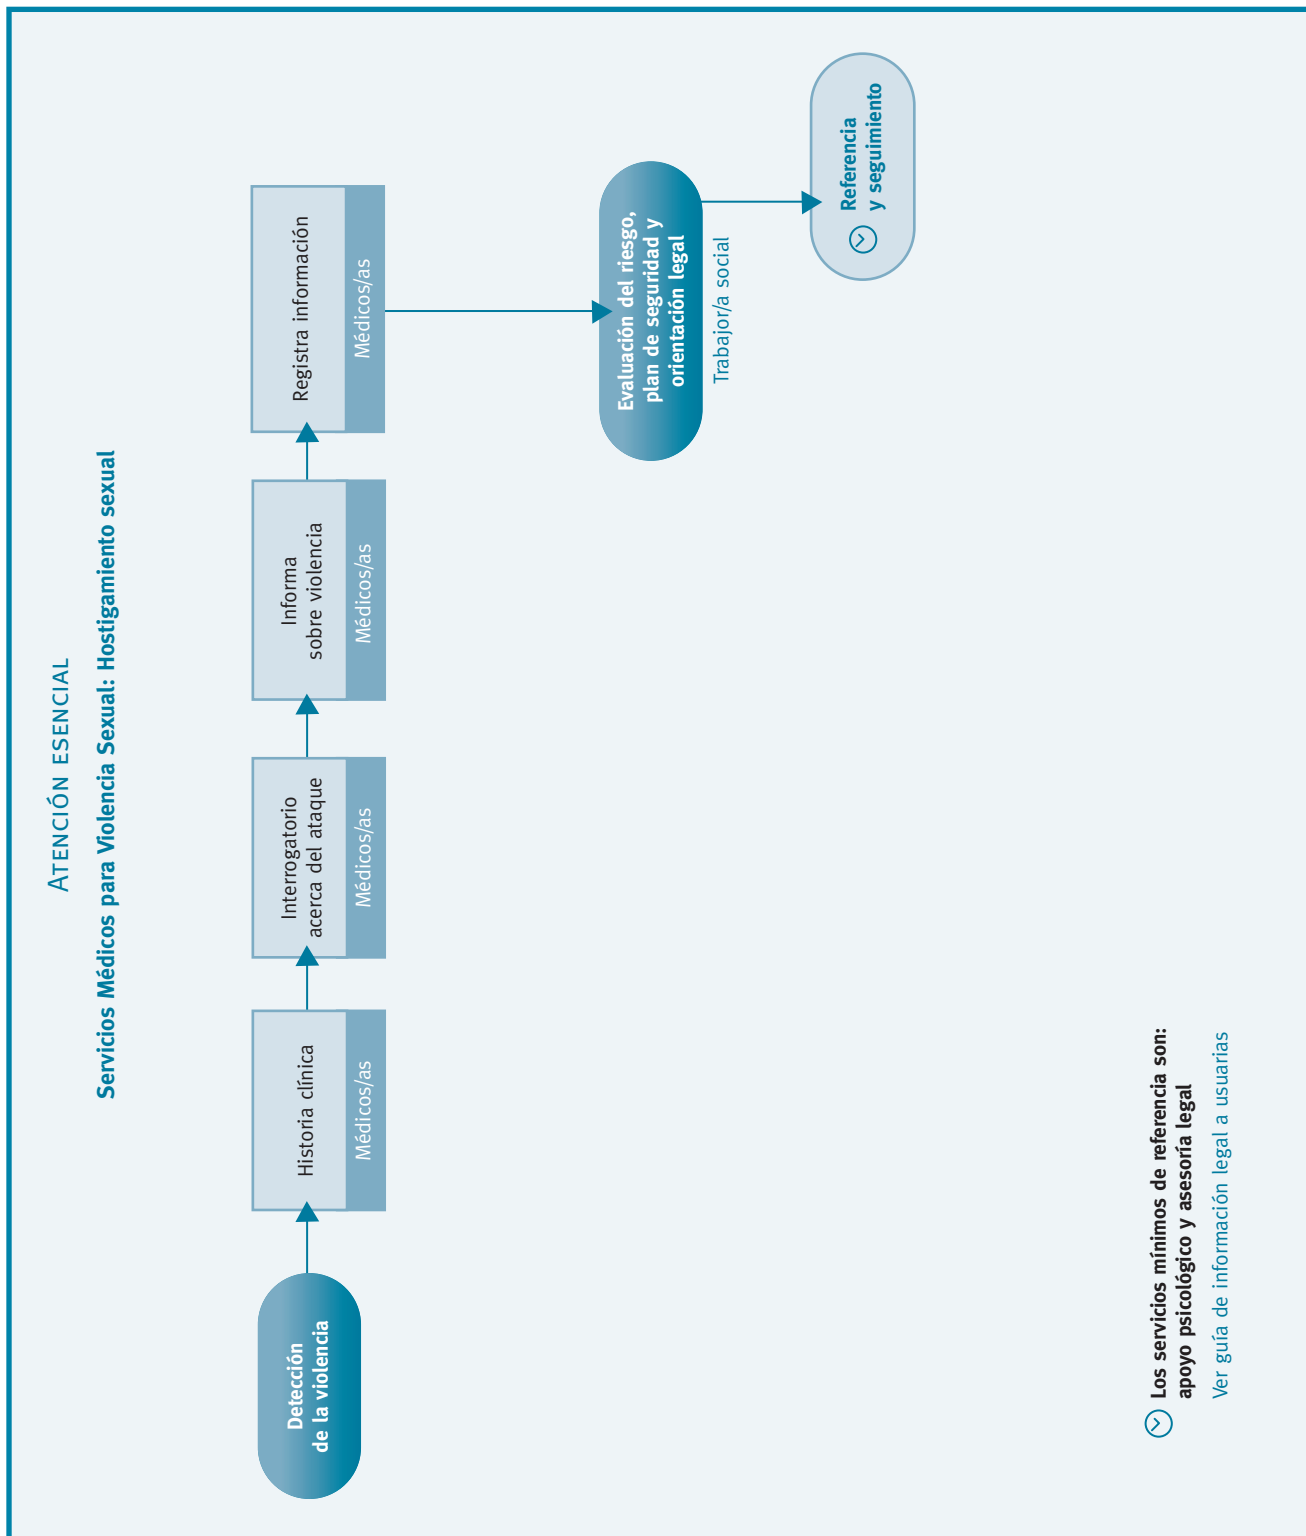 ATENCIÓN ESENCIAL
Servicios Médicos para Violencia Sexual: Hostigamiento sexual
Detección
de la violencia
Historia clínica
Médicos/as
Interrogatorio
acerca del ataque
Médicos/as
Informa
sobre violencia
Médicos/as
Registra información
Médicos/as
Evaluación del riesgo,
plan de seguridad y
orientación legal
Trabajor/a social
Referencia
y seguimiento
Los servicios mínimos de referencia son:
apoyo psicológico y asesoría legal
Ver guía de información legal a usuarias